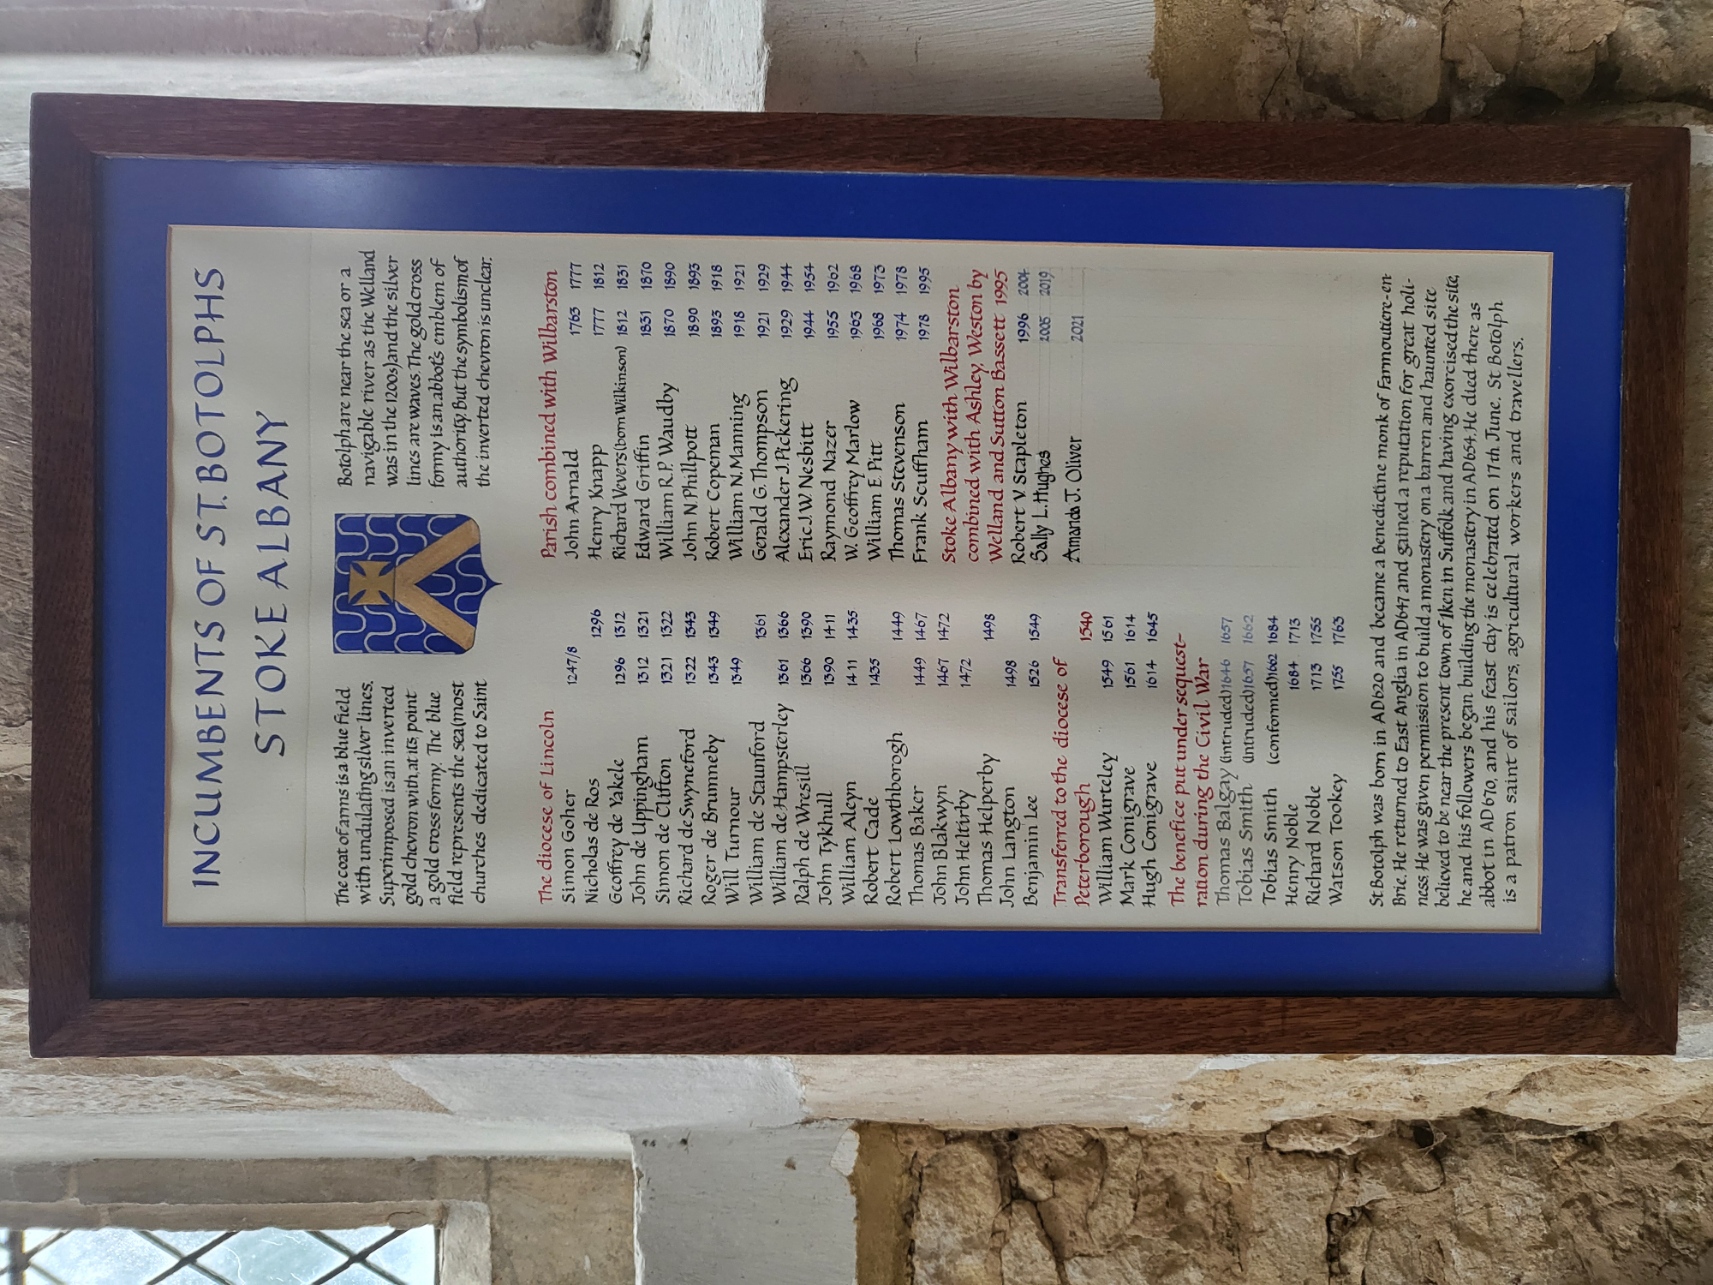 INCUMBENTS OF ST. BOTOLPHS
STOKE ALBANY
The coat of arms is a blue field
with undulating silver lines.
Superimposed is an inverted
gold chevron with at its point
a gold cross formy. The blue
field represents the sea (most
churches dedicated to Saint
Botolph are near the sea or a
navigable river as the Welland
was in the 1200s) and the silver
lines are waves. The gold cross
formy is an abbot's emblem of
authority. But the symbolism of
the inverted chevron is unclear.
The diocese of Lincoln
Simon Goher 1247/8
Nicholas de Ros 1296
Geoffrey de Yakele 1296 1312
John de Uppingham 1312 1321
Simon de Clifton 1321 1322
Richard de Swyneford 1322 1343
Roger de Brumneby 1343 1349
Will Turnour 1349
William de Staunford 1361
William de Hampsterley 1361 1366
Ralph de Wresill 1366 1390
John Tykhull 1390 1411
William Aleyn 1411 1435
Robert Cade 1435
Robert Lowthborogh 1449
Thomas Baker 1449 1467
John Blakwyn 1467 1472
John Heltirby 1472
Thomas Helperby 1498
John Langton 1498
Benjamin Lee 1526 1549
Transferred to the diocese of
Peterborough 1540
William Wurteley 1549 1561
Mark Conigrave 1561 1614
Hugh Conigrave 1614 1645
The benefice put under sequest-
ration during the Civil War
Thomas Balgay (intruded) 1646 1657
Tobias Smith (intruded) 1657 1662
Tobias Smith (conformed) 1662 1684
Henry Noble 1684 1713
Richard Noble 1713 1755
Watson Tookey 1755 1763
Parish combined with Wilbarston
John Arnald 1763 1777
Henry Knapp 1777 1812
Richard Vevers (born Wilkinson) 1812 1831
Edward Griffin 1831 1870
William R.P. Waudby 1870 1890
John N. Phillpott 1890 1893
Robert Copeman 1893 1918
William N. Manning 1918 1921
Gerald G. Thompson 1921 1929
Alexander J. Pickering 1929 1944
Eric J.W. Nesbitt 1944 1954
Raymond Nazer 1955 1962
W. Geoffrey Marlow 1963 1968
William E. Pitt 1968 1973
Thomas Stevenson 1974 1978
Frank Scuffham 1978 1995
Stoke Albany with Wilbarston
combined with Ashley, Weston by
Welland and Sutton Bassett 1995
Robert V. Stapleton 1996 2004
Sally L. Hughes 2005 2019
Amanda J. Oliver 2021
St Botolph was born in AD620 and became a Benedictine monk of Farmoutiere-en
Brie. He returned to East Anglia in AD647 and gained a reputation for great holi-
ness. He was given permission to build a monastery on a barren and haunted site
believed to be near the present town of Iken in Suffolk and having exorcised the site,
he and his followers began building the monastery in AD654. He died there as
abbot in AD670 and his feast day is celebrated on 17th June. St Botolph
is a patron saint of sailors, agricultural workers and travellers.